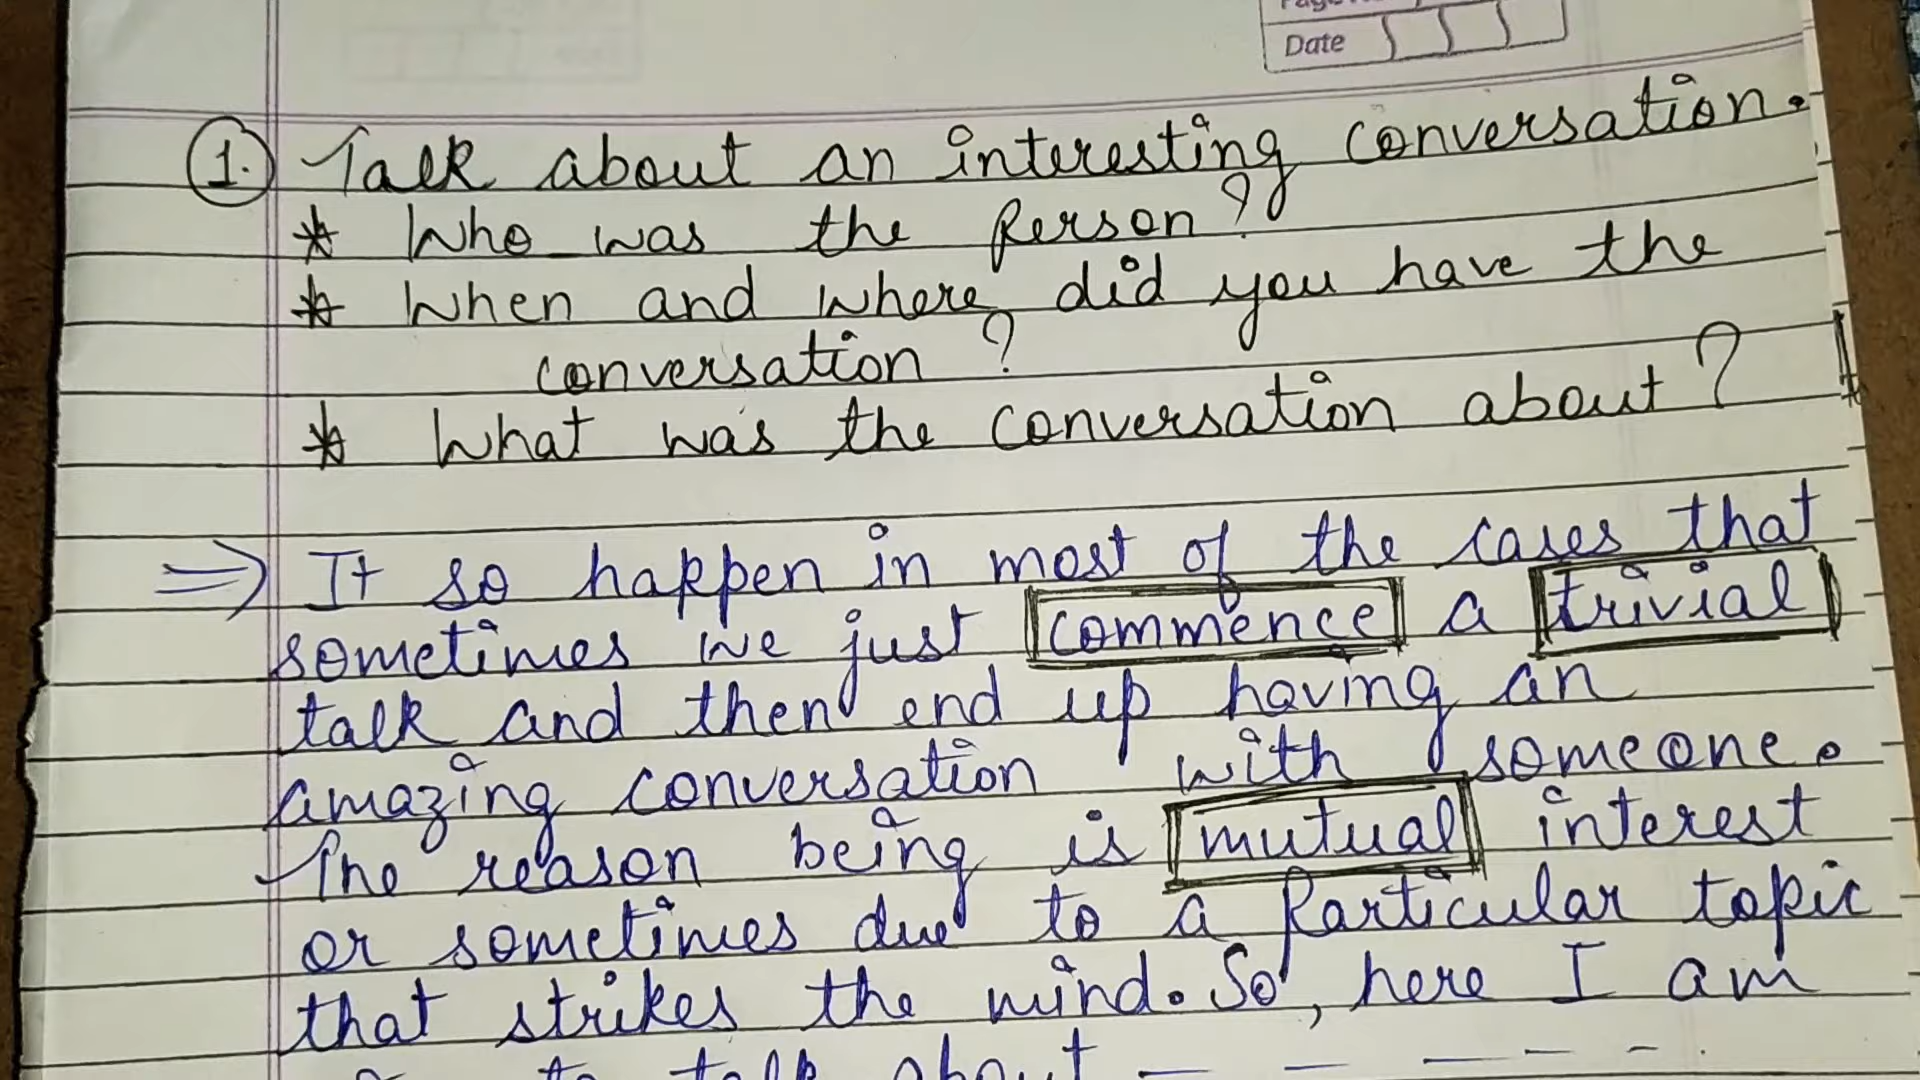 Date
1. Talk about an interesting conversation.
* Who was the Person?
* When and where did you have the
conversation?
* What was the conversation about?
⇒ It so happen in most of the cases that
sometimes we just commence a trivial
talk and then end up having an
amazing conversation with someone.
The reason being is mutual interest
or sometimes due to a Particular topic
that strikes the mind. So, here I am
to talk about - - - - - - .